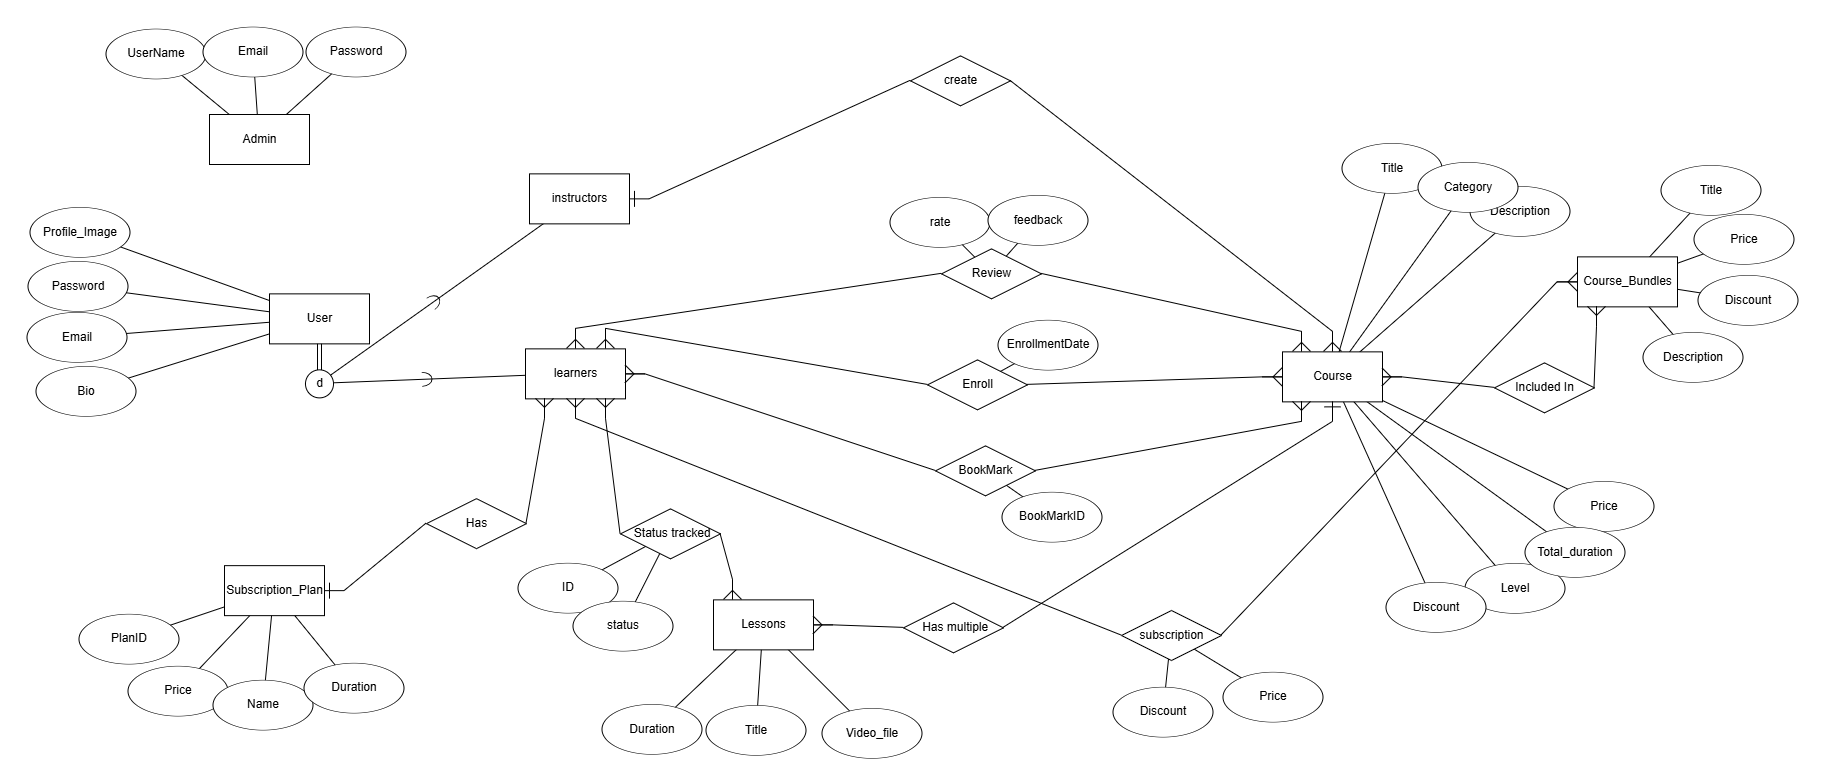 UserName
Email
Password
Admin
create
instructors
Profile_Image
Password
Email
Bio
User
d
rate
feedback
Review
learners
EnrollmentDate
Enroll
BookMark
BookMarkID
Title
Category
Description
Course
Title
Price
Course_Bundles
Discount
Description
Included In
Has
Status tracked
ID
status
Subscription_Plan
PlanID
Price
Name
Duration
Lessons
Has multiple
Duration
Title
Video_file
subscription
Discount
Price
Price
Total_duration
Level
Discount